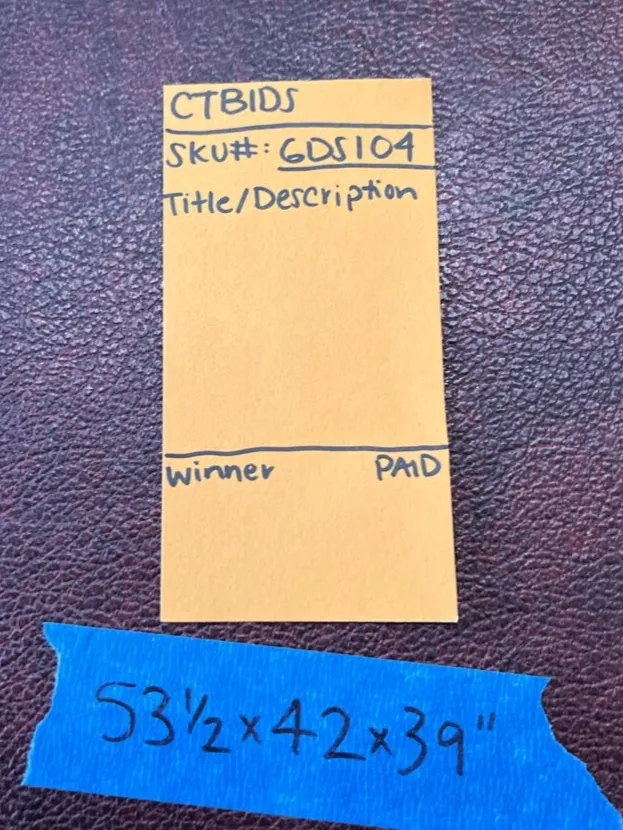 CTBIDS
SKU#: GDS104
Title/Description
Winner PAID
53½x42x39"